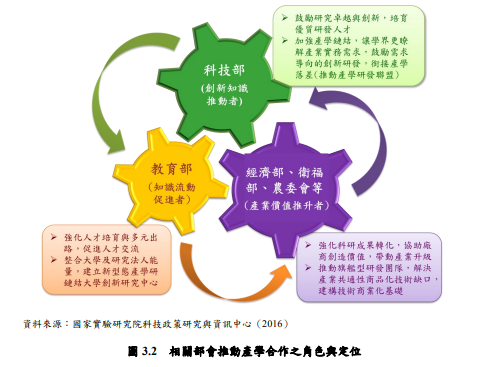 科技部
(創新知識
推動者)
➢ 鼓勵研究卓越與創新，培育
優質研發人才
➢ 加強產學鏈結，讓學界更瞭
解產業實務需求，鼓勵需求
導向的創新研發，銜接產學
落差(推動產學研發聯盟)
教育部
(知識流動
促進者)
經濟部、衛福
部、農委會等
(產業價值推升者)
➢ 強化人才培育與多元出
路，促進人才交流
➢ 整合大學及研究法人能
量，建立新型態產學研
鏈結大學創新研究中心
➢ 強化科研成果轉化，協助廠
商創造價值，帶動產業升級
➢ 推動旗艦型研發團隊，解決
產業共通性商品化技術缺口，
建構技術商業化基礎
資料來源：國家實驗研究院科技政策研究與資訊中心（2016）
圖 3.2 相關部會推動產學合作之角色與定位